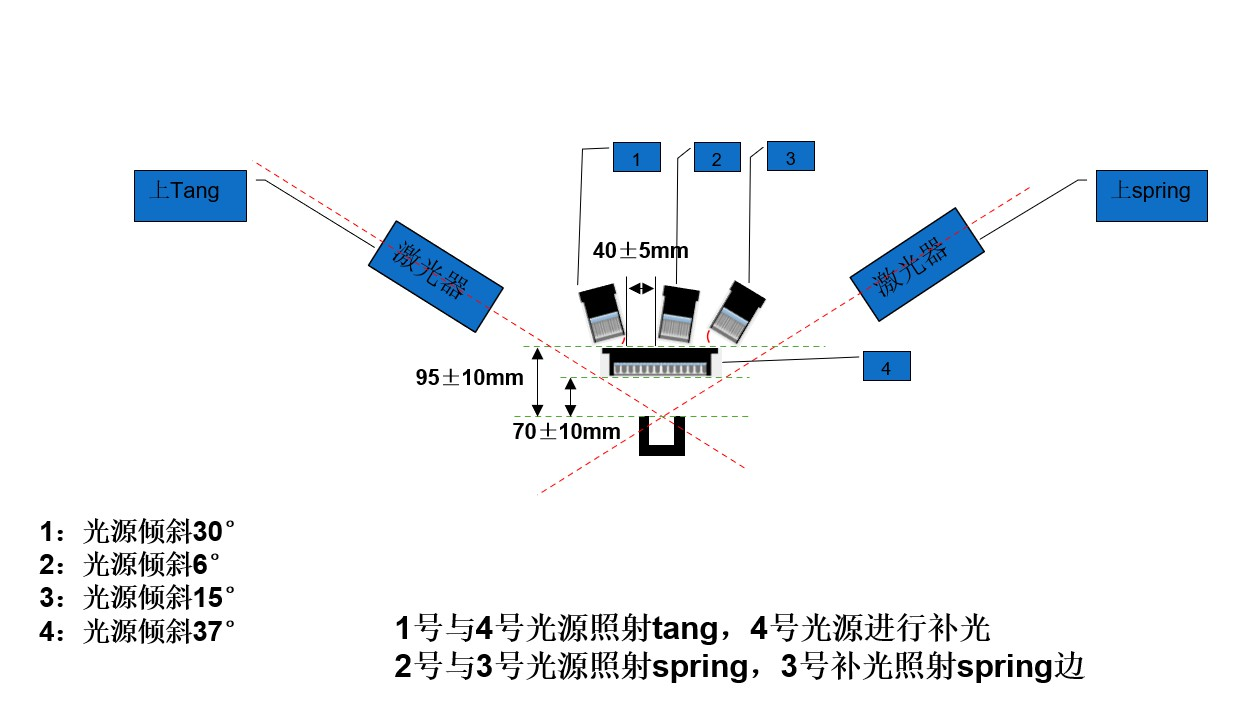 1
2
3
上Tang
上spring
激光器
激光器
40±5mm
4
95±10mm
70±10mm
1：光源倾斜30°
2：光源倾斜6°
3：光源倾斜15°
4：光源倾斜37°
1号与4号光源照射tang，4号光源进行补光
2号与3号光源照射spring，3号补光照射spring边